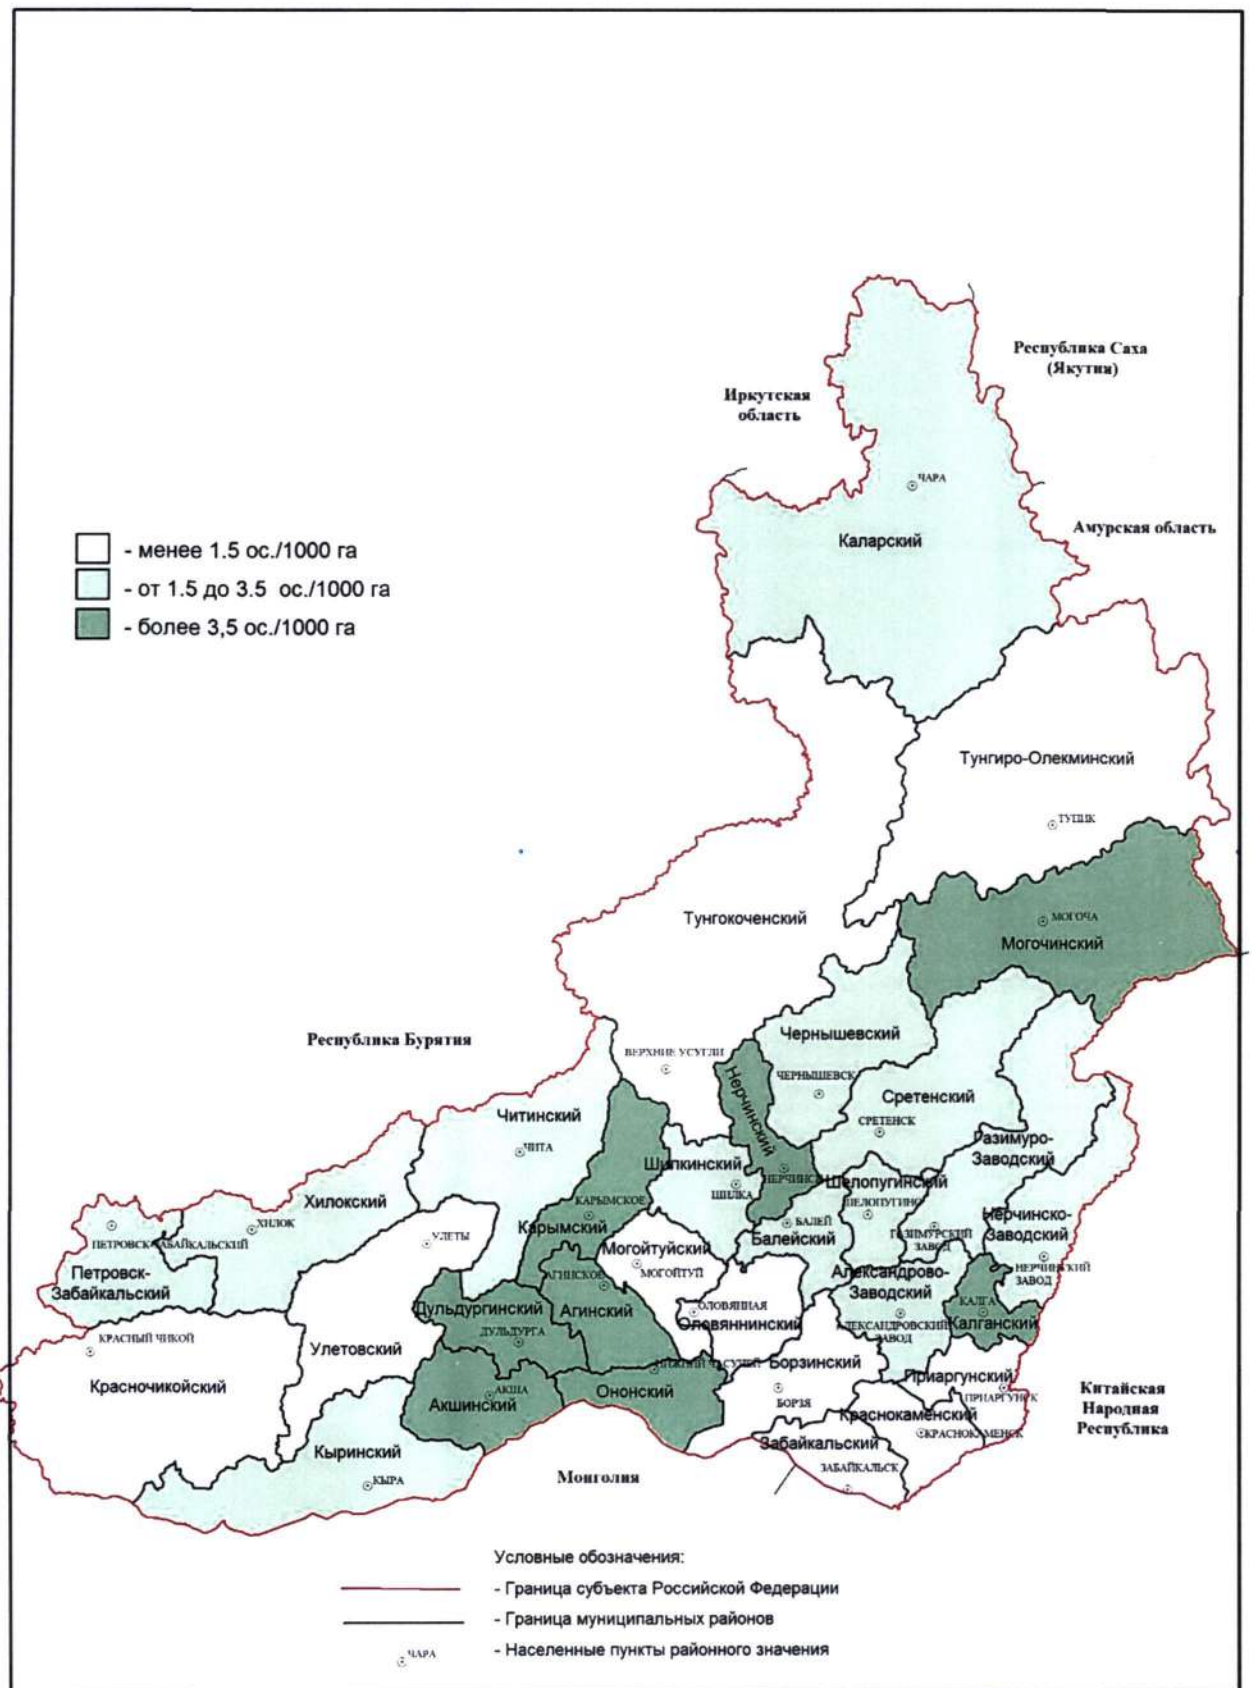 Республика Саха
(Якутия)
Иркутская
область
ЧАРА
Амурская область
Каларский
- менее 1.5 ос./1000 га
- от 1.5 до 3.5 ос./1000 га
- более 3,5 ос./1000 га
Тунгиро-Олекминский
ТУПИК
Тунгокоченский
МОГОЧА
Могочинский
Республика Бурятия
Чернышевский
ВЕРХНИЕ УСУГЛИ
ЧЕРНЫШЕВСК
Нерчинский
Сретенский
СРЕТЕНСК
Читинский
ЧИТА
Газимуро-
Заводский
Шилкинский
ШИЛКА
НЕРЧИНСК
Шелопугинский
ШЕЛОПУГИНО
Хилокский
ХИЛОК
КАРЫМСКОЕ
Карымский
БАЛЕЙ
Балейский
ГАЗИМУРСКИЙ
ЗАВОД
Нерчинско-
Заводский
НЕРЧИНСКИЙ
ЗАВОД
ПЕТРОВСК-ЗАБАЙКАЛЬСКИЙ
Петровск-
Забайкальский
УЛЕТЫ
Могойтуйский
МОГОЙТУЙ
АГИНСКОЕ
Агинский
Александрово-
Заводский
АЛЕКСАНДРОВСКИЙ
ЗАВОД
КАЛГА
Калганский
Дульдургинский
ДУЛЬДУРГА
ОЛОВЯННАЯ
Оловяннинский
КРАСНЫЙ ЧИКОЙ
Красночикойский
Улетовский
НИЖНИЙ ЦАСУЧЕЙ
Ононский
Борзинский
БОРЗЯ
Приаргунский
ПРИАРГУНСК
АКША
Акшинский
Краснокаменский
КРАСНОКАМЕНСК
Китайская
Народная
Республика
Забайкальский
ЗАБАЙКАЛЬСК
Кыринский
КЫРА
Монголия
Условные обозначения:
- Граница субъекта Российской Федерации
- Граница муниципальных районов
ЧАРА
- Населенные пункты районного значения